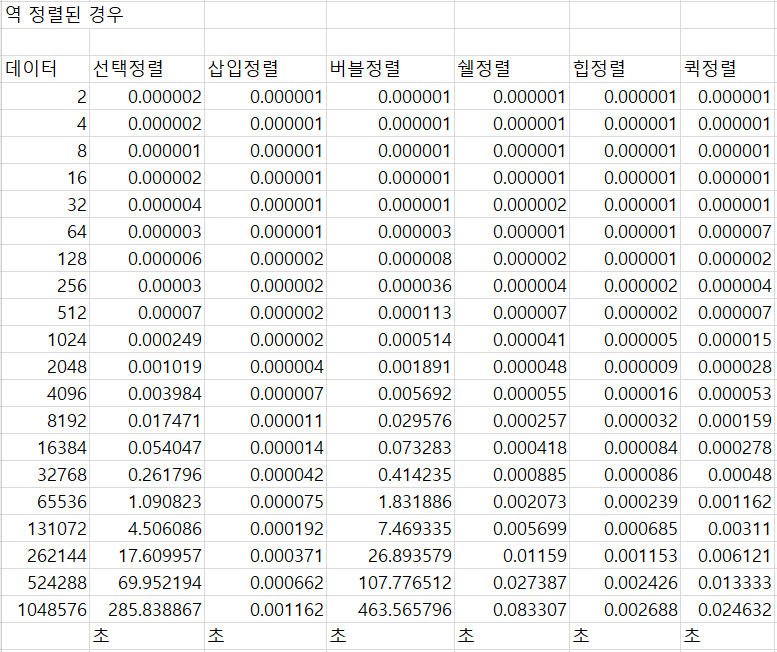 역 정렬된 경우
데이터 선택정렬 삽입정렬 버블정렬 쉘정렬 힙정렬 퀵정렬
2 0.000002 0.000001 0.000001 0.000001 0.000001 0.000001
4 0.000002 0.000001 0.000001 0.000001 0.000001 0.000001
8 0.000001 0.000001 0.000001 0.000001 0.000001 0.000001
16 0.000002 0.000001 0.000001 0.000001 0.000001 0.000001
32 0.000004 0.000001 0.000001 0.000002 0.000001 0.000001
64 0.000003 0.000001 0.000003 0.000001 0.000001 0.000007
128 0.000006 0.000002 0.000008 0.000002 0.000001 0.000002
256 0.00003 0.000002 0.000036 0.000004 0.000002 0.000004
512 0.00007 0.000002 0.000113 0.000007 0.000002 0.000007
1024 0.000249 0.000002 0.000514 0.000041 0.000005 0.000015
2048 0.001019 0.000004 0.001891 0.000048 0.000009 0.000028
4096 0.003984 0.000007 0.005692 0.000055 0.000016 0.000053
8192 0.017471 0.000011 0.029576 0.000257 0.000032 0.000159
16384 0.054047 0.000014 0.073283 0.000418 0.000084 0.000278
32768 0.261796 0.000042 0.414235 0.000885 0.000086 0.00048
65536 1.090823 0.000075 1.831886 0.002073 0.000239 0.001162
131072 4.506086 0.000192 7.469335 0.005699 0.000685 0.00311
262144 17.609957 0.000371 26.893579 0.01159 0.001153 0.006121
524288 69.952194 0.000662 107.776512 0.027387 0.002426 0.013333
1048576 285.838867 0.001162 463.565796 0.083307 0.002688 0.024632
초 초 초 초 초 초